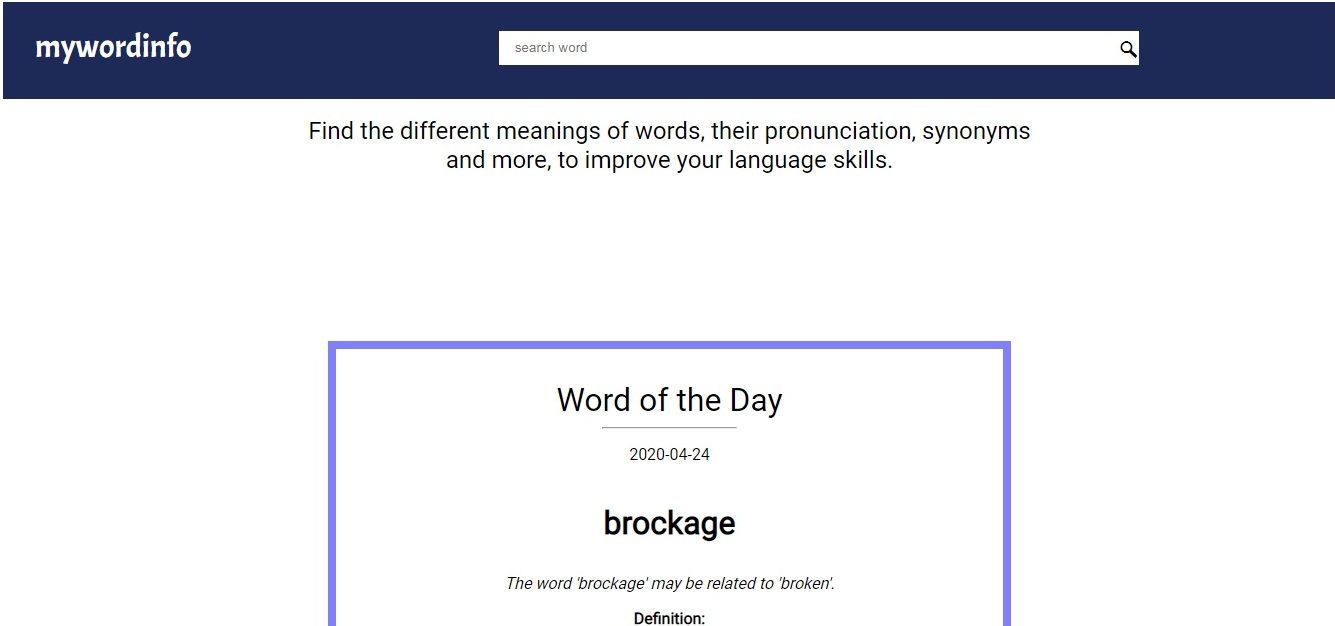 mywordinfo
search word
Find the different meanings of words, their pronunciation, synonyms
and more, to improve your language skills.
Word of the Day
2020-04-24
brockage
The word 'brockage' may be related to 'broken'.
Definition: